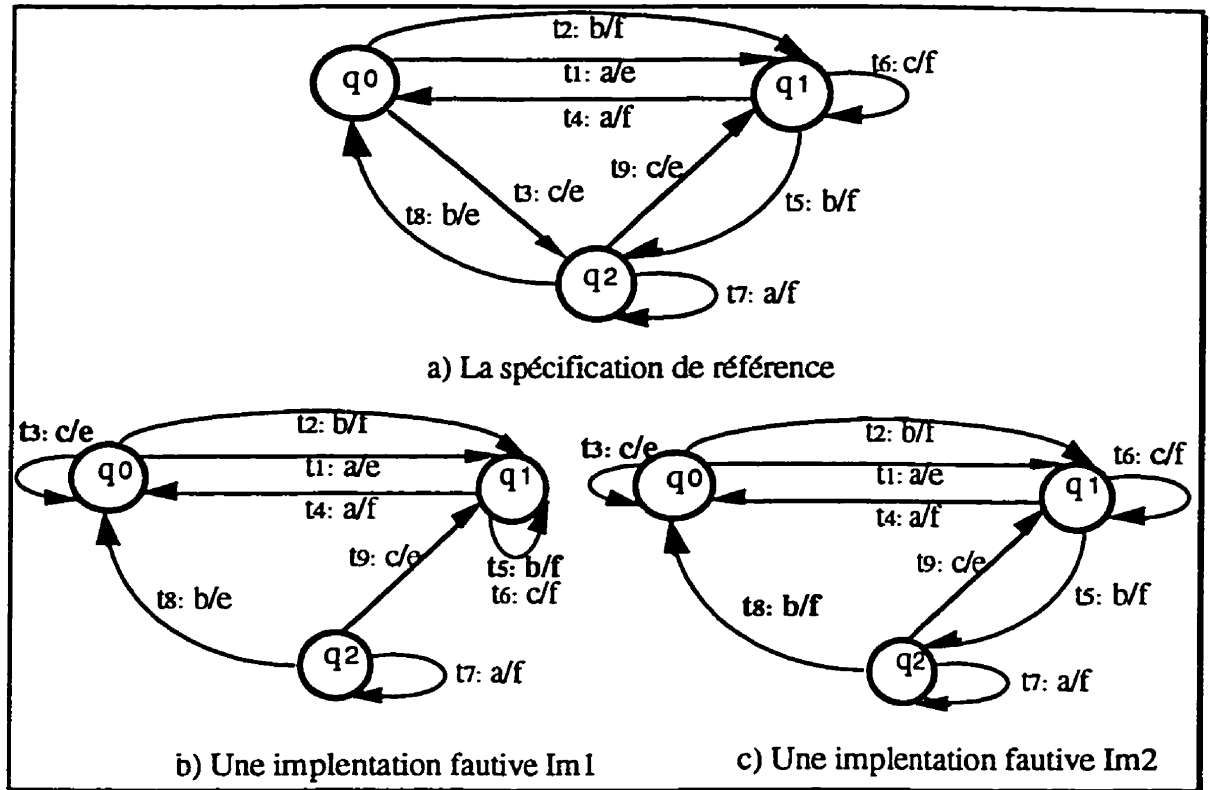 t2: b/f
q0
t1: a/e
q1
t6: c/f
t4: a/f
t9: c/e
t3: c/e
t5: b/f
t8: b/e
q2
t7: a/f
a) La spécification de référence
t3: c/e
t2: b/f
q0
t1: a/e
q1
t4: a/f
t9: c/e
t5: b/f
t6: c/f
t8: b/e
q2
t7: a/f
b) Une implentation fautive Im1
t3: c/e
t2: b/f
t6: c/f
q0
t1: a/e
q1
t4: a/f
t9: c/e
t5: b/f
t8: b/f
q2
t7: a/f
c) Une implentation fautive Im2